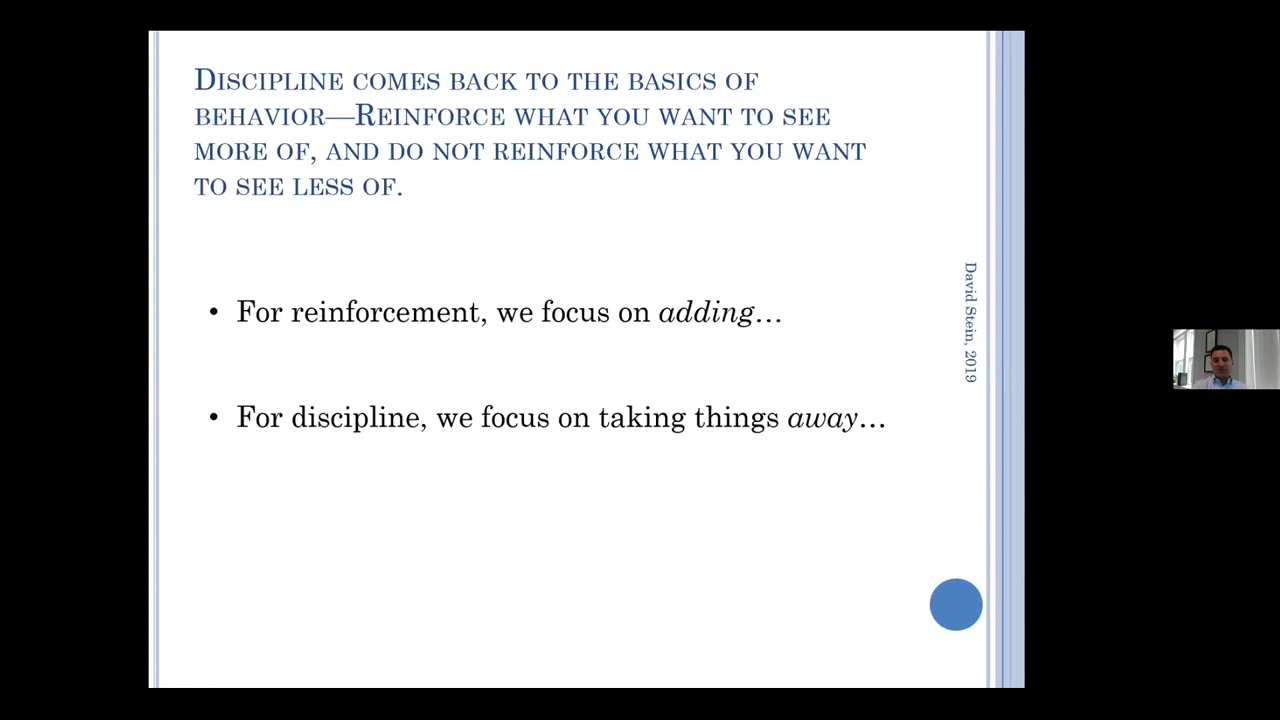 DISCIPLINE COMES BACK TO THE BASICS OF
BEHAVIOR—REINFORCE WHAT YOU WANT TO SEE
MORE OF, AND DO NOT REINFORCE WHAT YOU WANT
TO SEE LESS OF.
• For reinforcement, we focus on adding…
• For discipline, we focus on taking things away…
David Stein, 2019